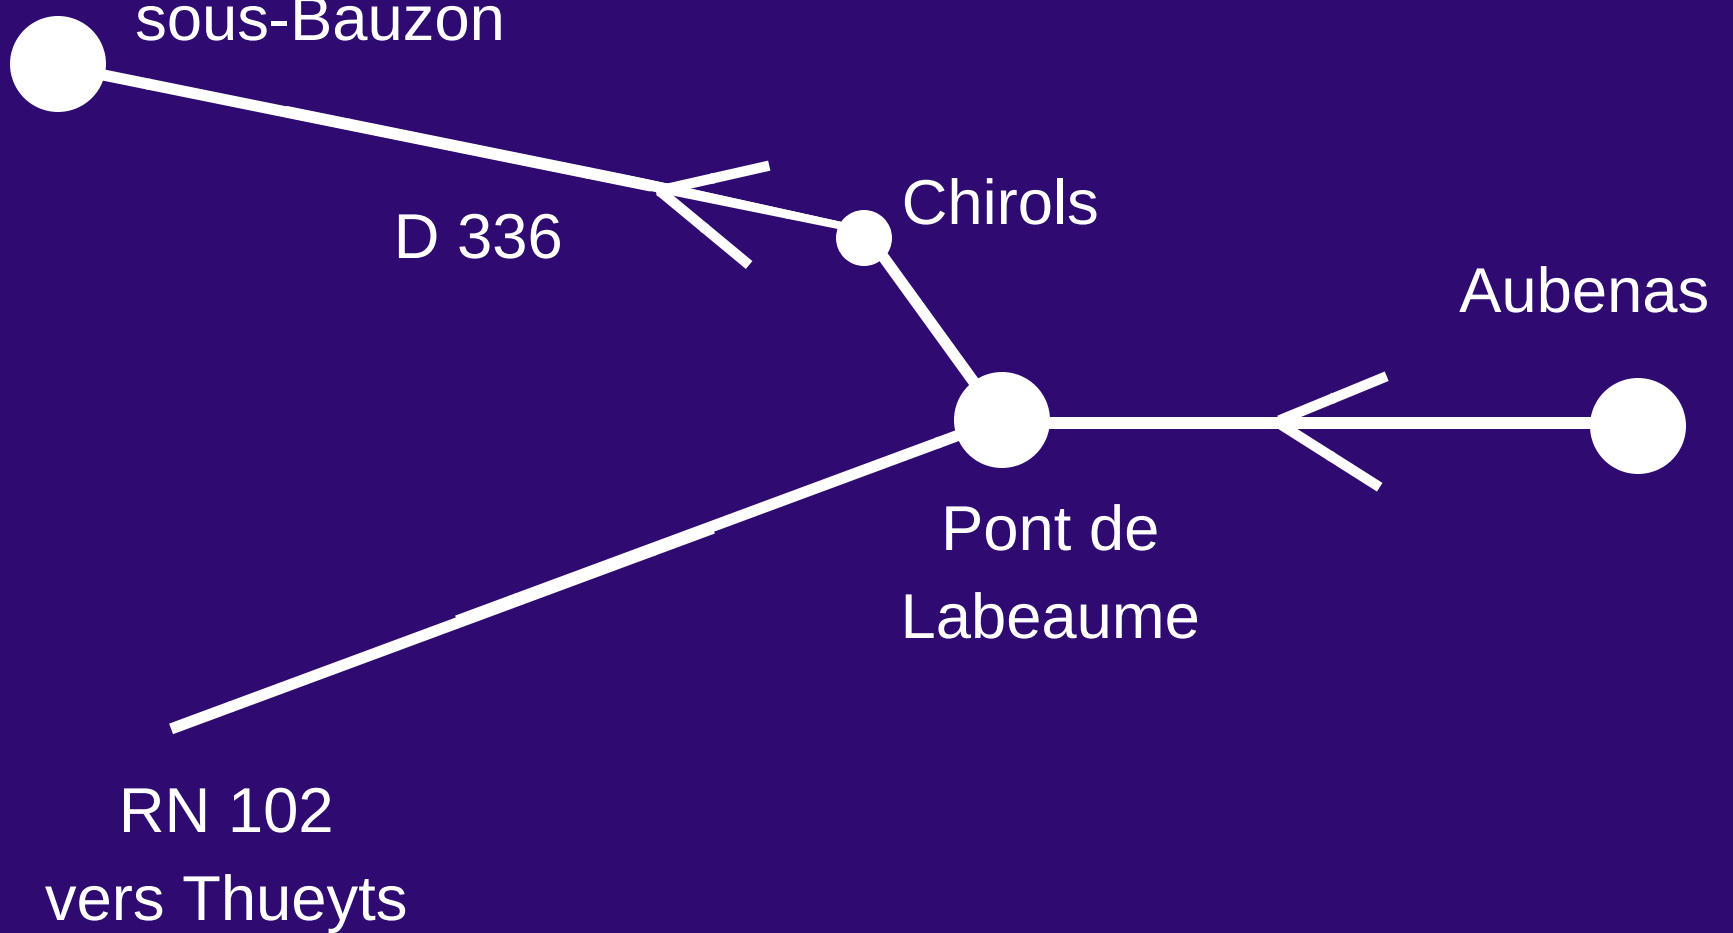 sous-Bauzon
Chirols
D 336
Aubenas
Pont de
Labeaume
RN 102
vers Thueyts